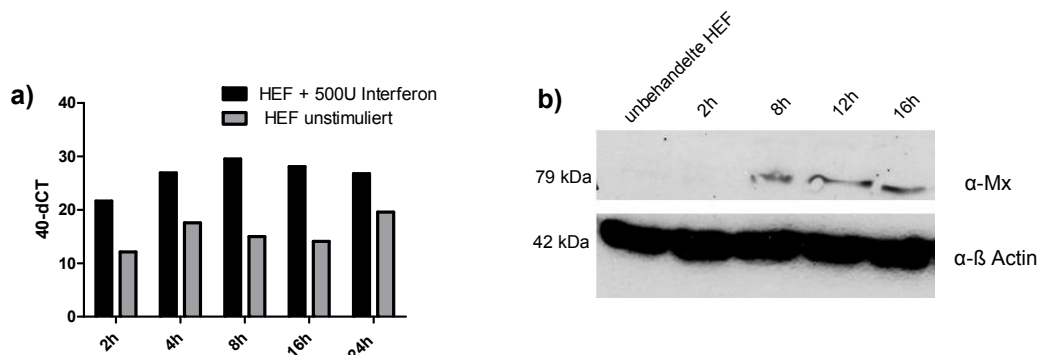 a)
HEF + 500U Interferon
HEF unstimuliert
40-dCT
40
30
20
10
0
2h
4h
8h
16h
24h
b)
unbehandelte HEF
2h
8h
12h
16h
79 kDa
α-Mx
42 kDa
α-ß Actin